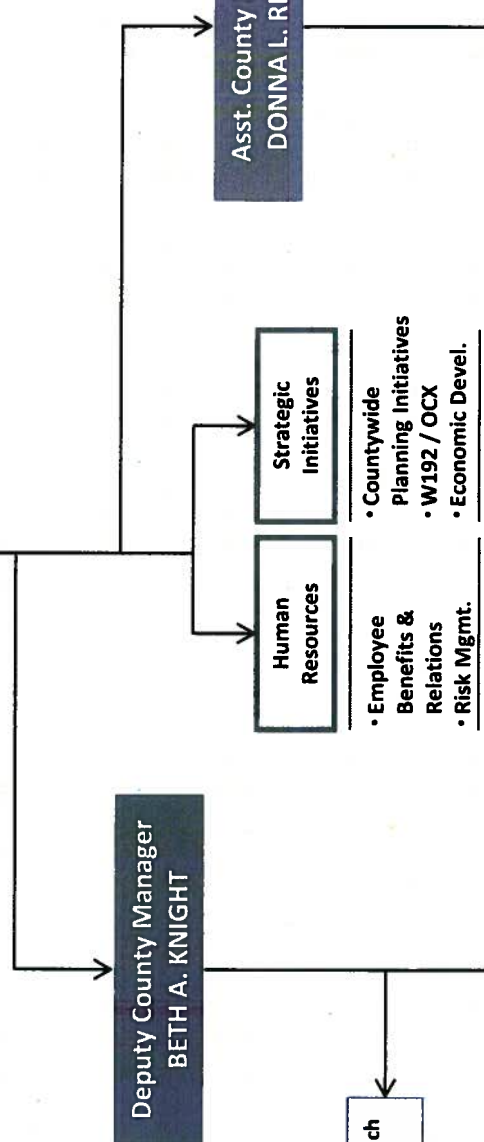 Deputy County Manager
BETH A. KNIGHT
Human
Resources
• Employee
Benefits &
Relations
• Risk Mgmt.
Strategic
Initiatives
• Countywide
Planning Initiatives
• W192 / OCX
• Economic Devel.
Asst. County
DONNA L.
ch